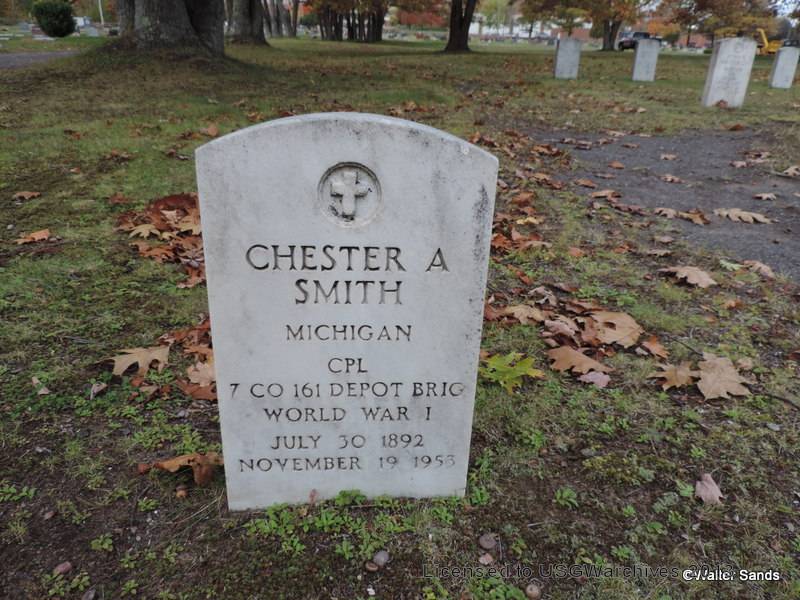 CHESTER A
SMITH
MICHIGAN
CPL
7 CO 161 DEPOT BRIG
WORLD WAR I
JULY 30 1892
NOVEMBER 19 1953
Licensed to USGWarchives
©Walter Sands